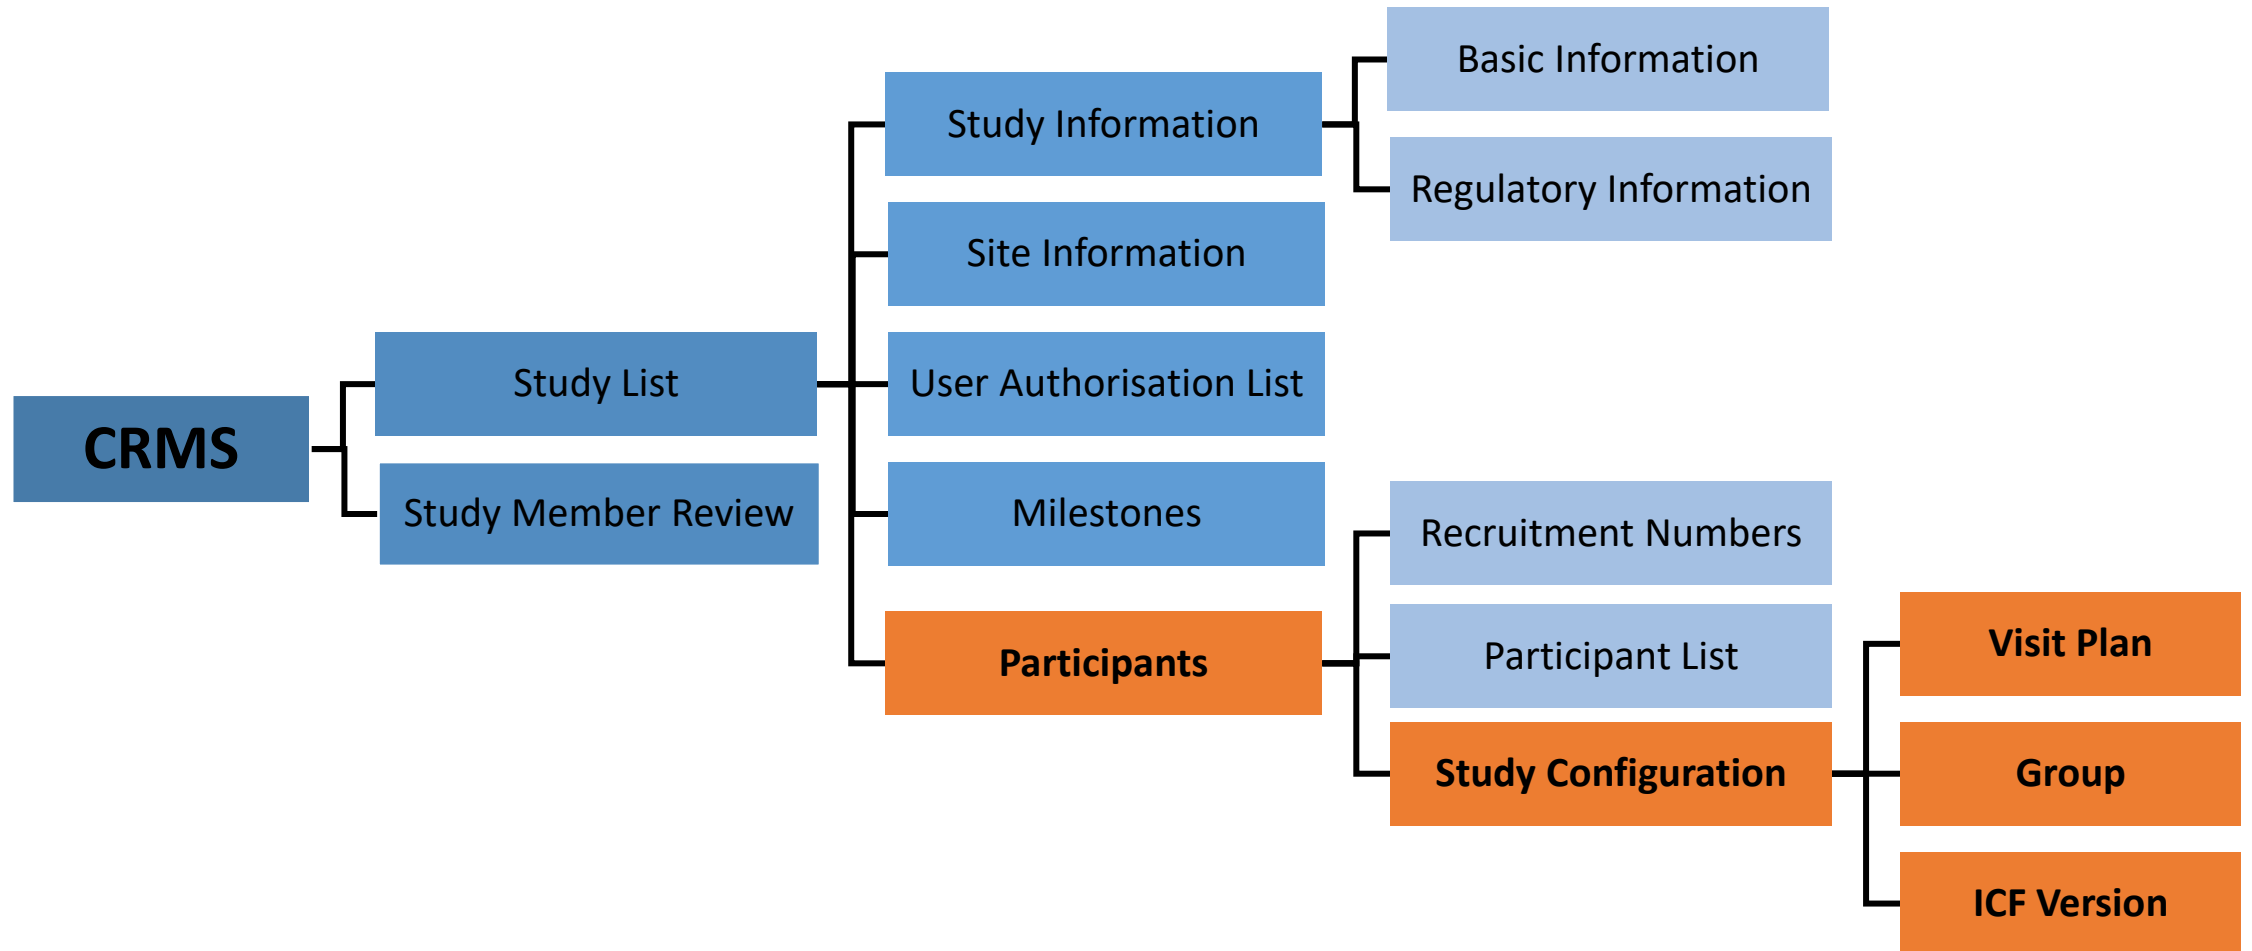 CRMS
Study List
Study Member Review
Study Information
Site Information
User Authorisation List
Milestones
Participants
Basic Information
Regulatory Information
Recruitment Numbers
Participant List
Study Configuration
Visit Plan
Group
ICF Version